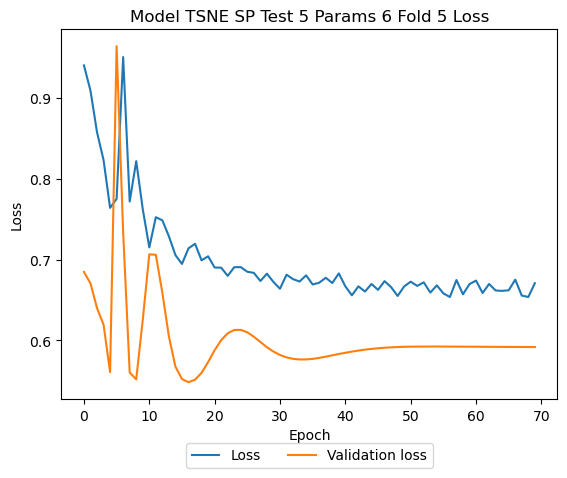 Model TSNE SP Test 5 Params 6 Fold 5 Loss
Loss
0.9
0.8
0.7
0.6
0 10 20 30 40 50 60 70
Epoch
Loss Validation loss